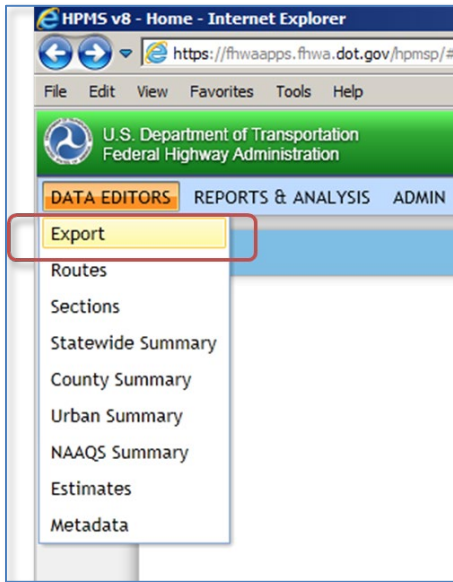 HPMS v8 - Home - Internet Explorer
https://fhwaapps.fhwa.dot.gov/hpmsp/#
File Edit View Favorites Tools Help
U.S. Department of Transportation
Federal Highway Administration
DATA EDITORS REPORTS & ANALYSIS ADMIN
Export
Routes
Sections
Statewide Summary
County Summary
Urban Summary
NAAQS Summary
Estimates
Metadata